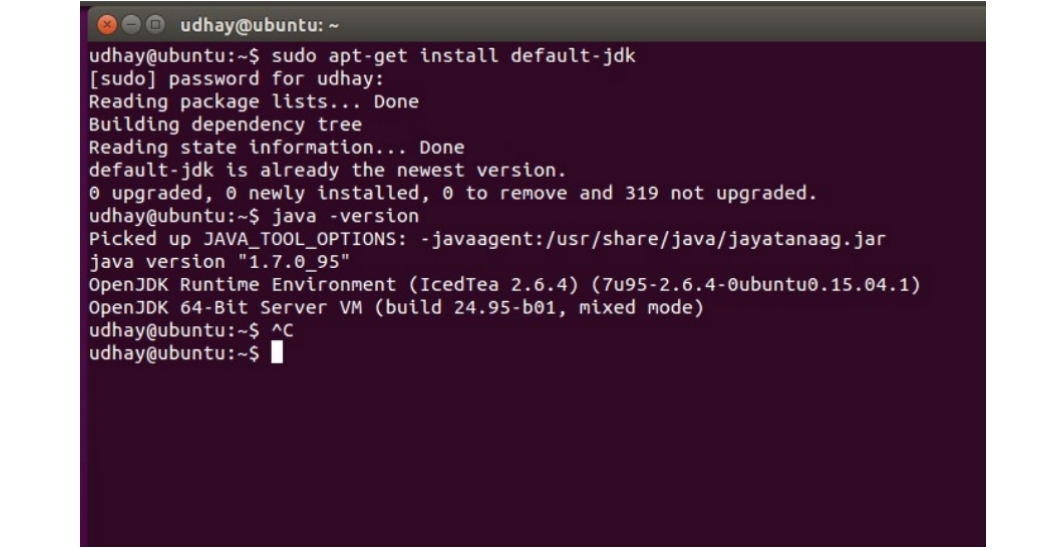 udhay@ubuntu: ~
udhay@ubuntu:~$ sudo apt-get install default-jdk
[sudo] password for udhay:
Reading package lists... Done
Building dependency tree
Reading state information... Done
default-jdk is already the newest version.
0 upgraded, 0 newly installed, 0 to remove and 319 not upgraded.
udhay@ubuntu:~$ java -version
Picked up JAVA_TOOL_OPTIONS: -javaagent:/usr/share/java/jayatanaag.jar
java version "1.7.0_95"
OpenJDK Runtime Environment (IcedTea 2.6.4) (7u95-2.6.4-0ubuntu0.15.04.1)
OpenJDK 64-Bit Server VM (build 24.95-b01, mixed mode)
udhay@ubuntu:~$ ^C
udhay@ubuntu:~$